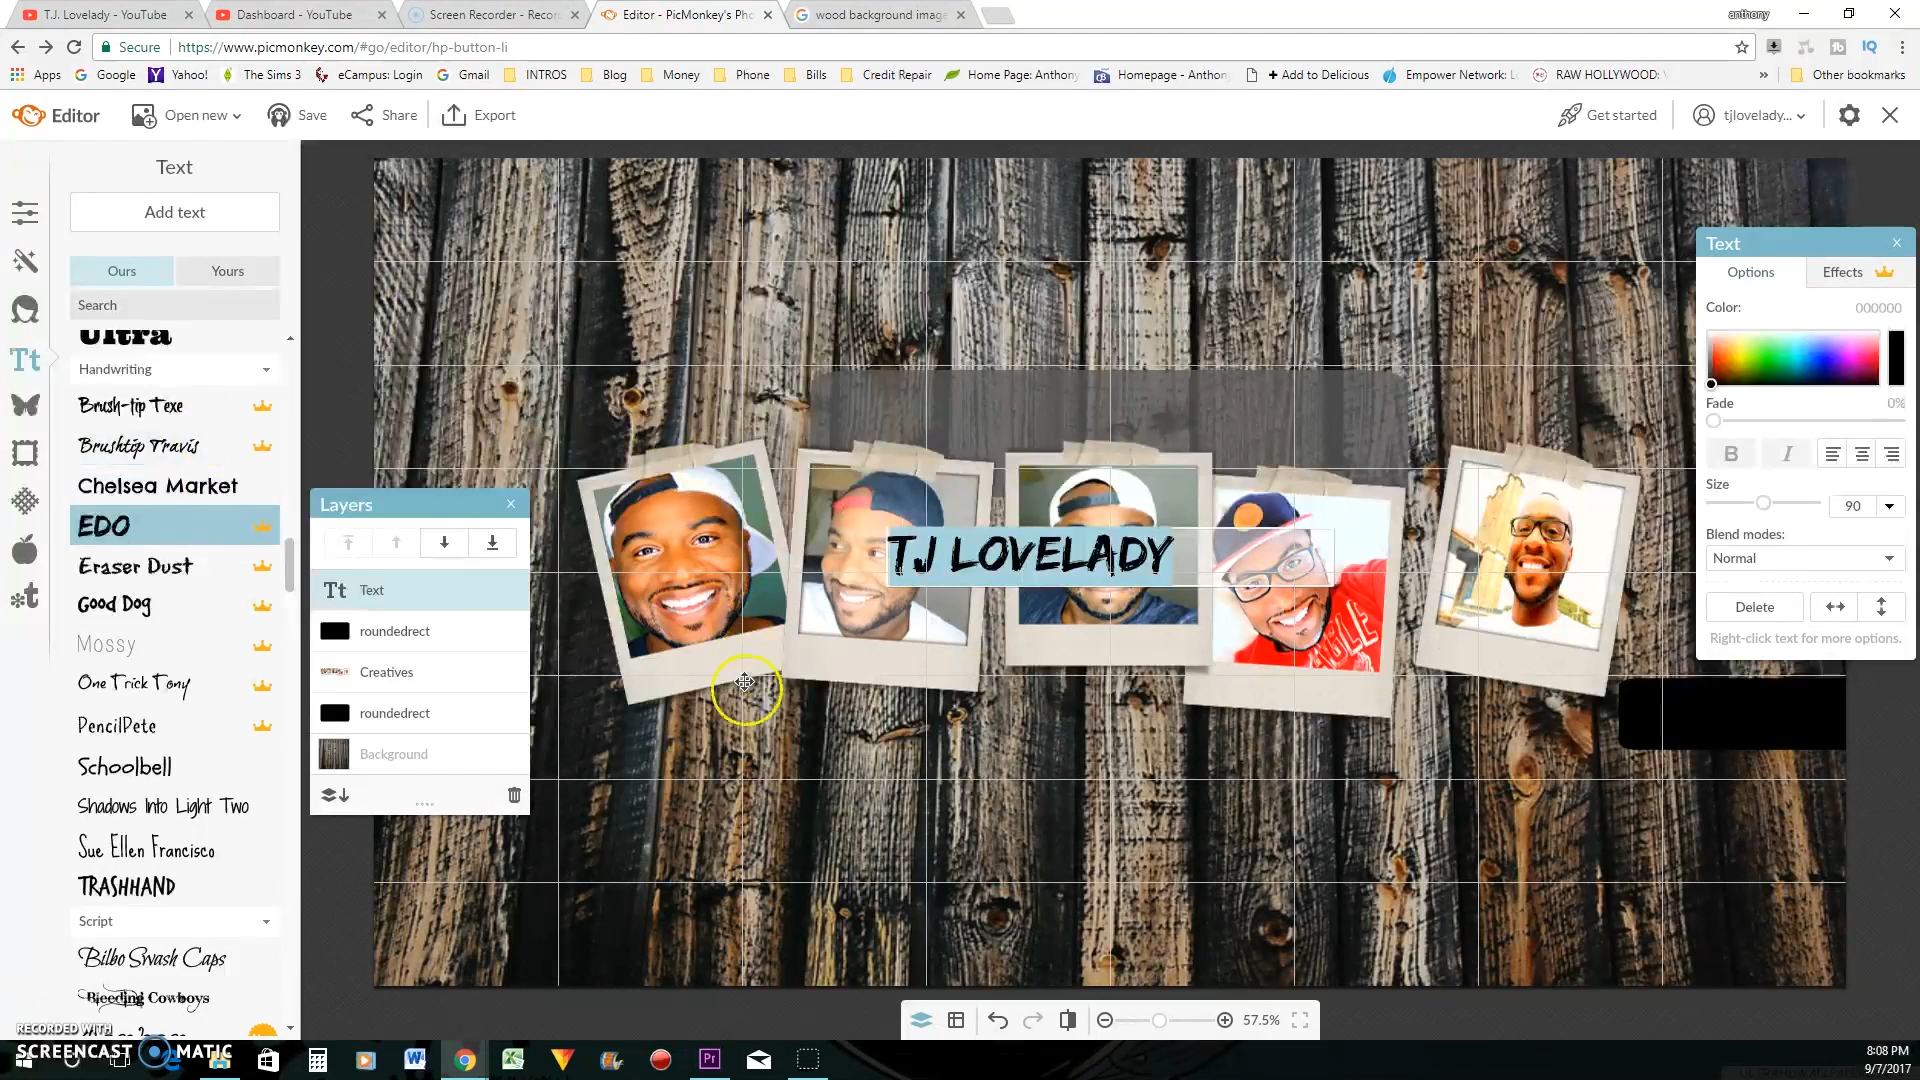 T.J. Lovelady - YouTube
Dashboard - YouTube
Screen Recorder - Recor
Editor - PicMonkey's Pho
wood background image
anthony
Secure
https://www.picmonkey.com/#go/editor/hp-button-li
Apps
Google
Yahoo!
The Sims 3
eCampus: Login
Gmail
INTROS
Blog
Money
Phone
Bills
Credit Repair
Home Page: Anthony
Homepage - Anthony
+ Add to Delicious
Empower Network: L
RAW HOLLYWOOD:
»
Other bookmarks
Editor
Open new
Save
Share
Export
Get started
tjlovelady...
Text
Add text
Ours
Yours
Search
Ultra
Handwriting
Brush-tip Texe
Brushtip Travis
Chelsea Market
EDO
Eraser Dust
Good Dog
Mossy
One Trick Tony
PencilPete
Schoolbell
Shadows Into Light Two
Sue Ellen Francisco
TRASHHAND
Script
Bilbo Swash Caps
Bleeding Cowboys
Layers
Tt Text
roundedrect
Creatives
roundedrect
Background
TJ LOVELADY
Text
Options
Effects
Color:
000000
Fade
0%
B
I
Size
90
Blend modes:
Normal
Delete
Right-click text for more options.
57.5%
RECORDED WITH
SCREENCAST MATIC
8:08 PM
9/7/2017